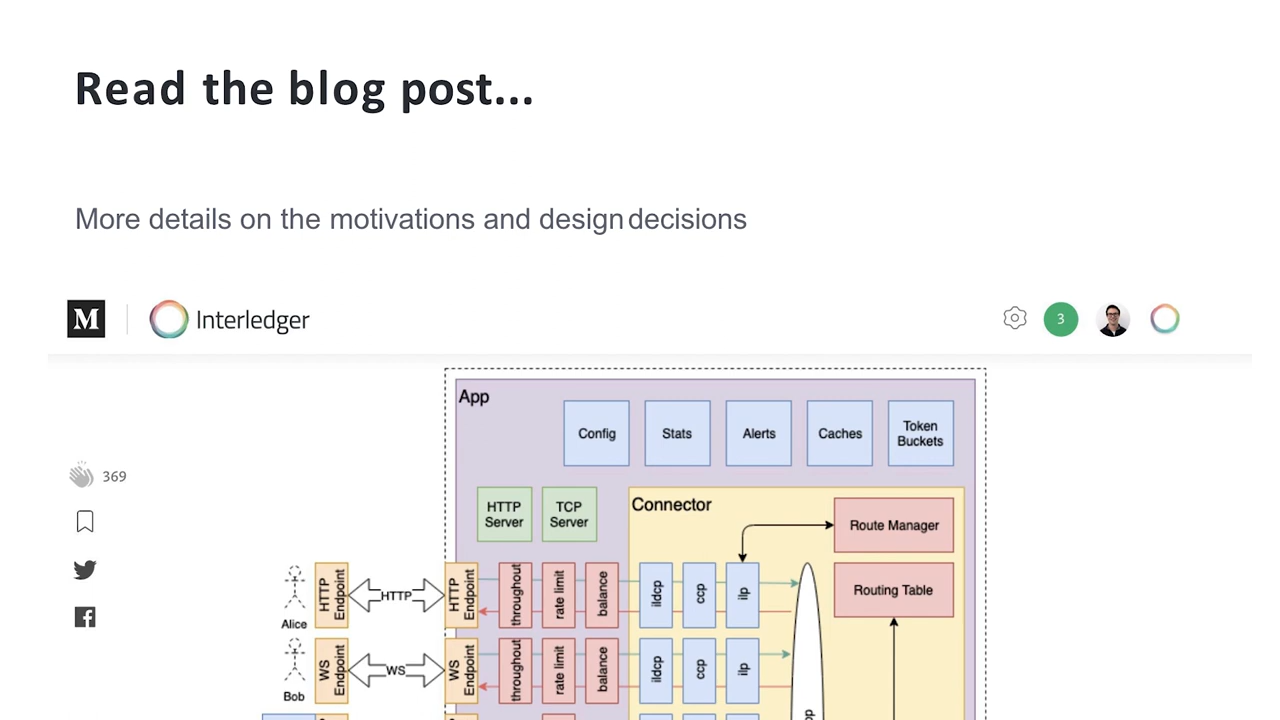 Read the blog post...
More details on the motivations and design decisions
M
Interledger
3
App
Config
Stats
Alerts
Caches
Token
Buckets
369
HTTP
Server
TCP
Server
Connector
Route Manager
Routing Table
Alice
HTTP
Endpoint
HTTP
HTTP
Endpoint
throughout
rate limit
balance
ildcp
ccp
ilp
Bob
WS
Endpoint
WS
WS
Endpoint
throughout
rate limit
balance
ildcp
ccp
ilp